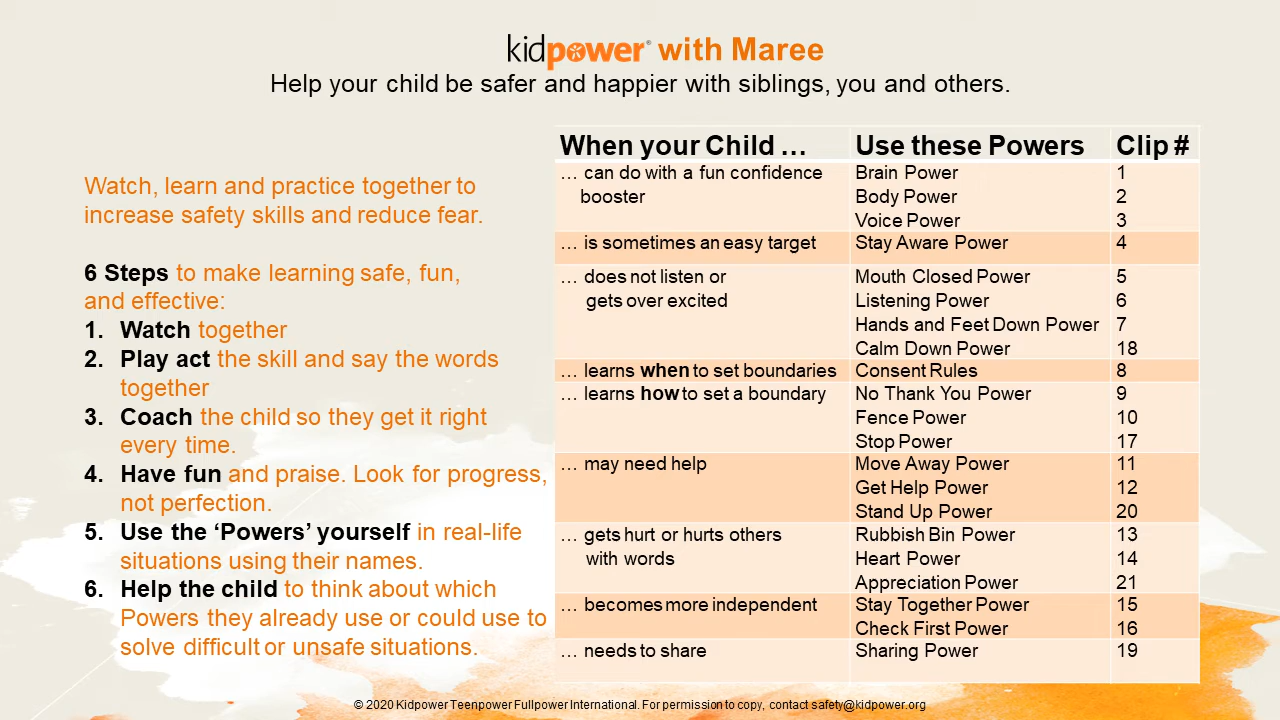 kidpower® with Maree
Help your child be safer and happier with siblings, you and others.
Watch, learn and practice together to
increase safety skills and reduce fear.
6 Steps to make learning safe, fun,
and effective:
1. Watch together
2. Play act the skill and say the words
together
3. Coach the child so they get it right
every time.
4. Have fun and praise. Look for progress,
not perfection.
5. Use the ‘Powers’ yourself in real-life
situations using their names.
6. Help the child to think about which
Powers they already use or could use to
solve difficult or unsafe situations.
When your Child … Use these Powers Clip #
… can do with a fun confidence Brain Power 1
booster Body Power 2
Voice Power 3
… is sometimes an easy target Stay Aware Power 4
… does not listen or Mouth Closed Power 5
gets over excited Listening Power 6
Hands and Feet Down Power 7
Calm Down Power 18
… learns when to set boundaries Consent Rules 8
… learns how to set a boundary No Thank You Power 9
Fence Power 10
Stop Power 17
… may need help Move Away Power 11
Get Help Power 12
Stand Up Power 20
… gets hurt or hurts others Rubbish Bin Power 13
with words Heart Power 14
Appreciation Power 21
… becomes more independent Stay Together Power 15
Check First Power 16
… needs to share Sharing Power 19
© 2020 Kidpower Teenpower Fullpower International. For permission to copy, contact safety@kidpower.org